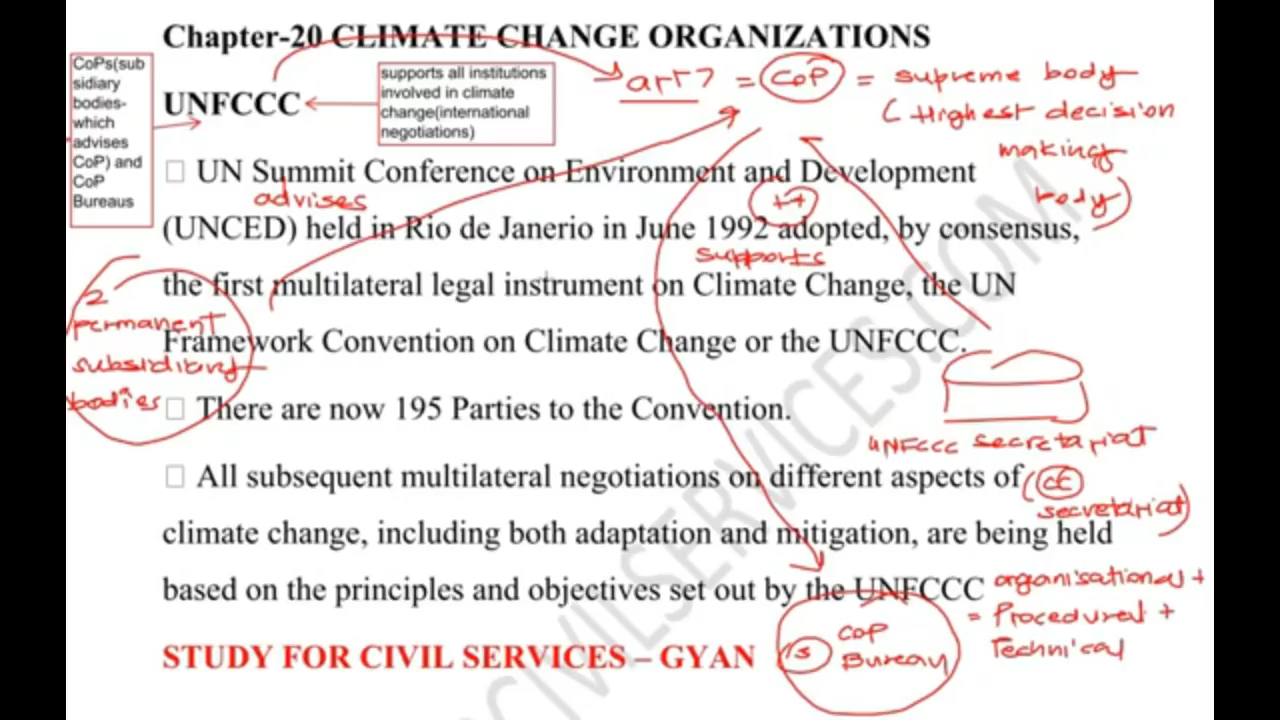 Chapter-20 CLIMATE CHANGE ORGANIZATIONS
CoPs(sub
sidiary
bodies-
which
advises
CoP) and
CoP
Bureaus
UNFCCC
supports all institutions
involved in climate
change(international
negotiations)
art 7 = CoP = supreme body
( Highest decision
making
body)
UN Summit Conference on Environment and Development
advises
(UNCED) held in Rio de Janerio in June 1992 adopted, by consensus,
supports
the first multilateral legal instrument on Climate Change, the UN
2
permanent
subsidiary
bodies
Framework Convention on Climate Change or the UNFCCC.
There are now 195 Parties to the Convention.
UNFCCC secretariat
All subsequent multilateral negotiations on different aspects of
secretariat)
climate change, including both adaptation and mitigation, are being held
based on the principles and objectives set out by the UNFCCC
organisational +
= Procedural +
Technical
CoP
Bureau
STUDY FOR CIVIL SERVICES – GYAN
CIVILSERVICES.COM